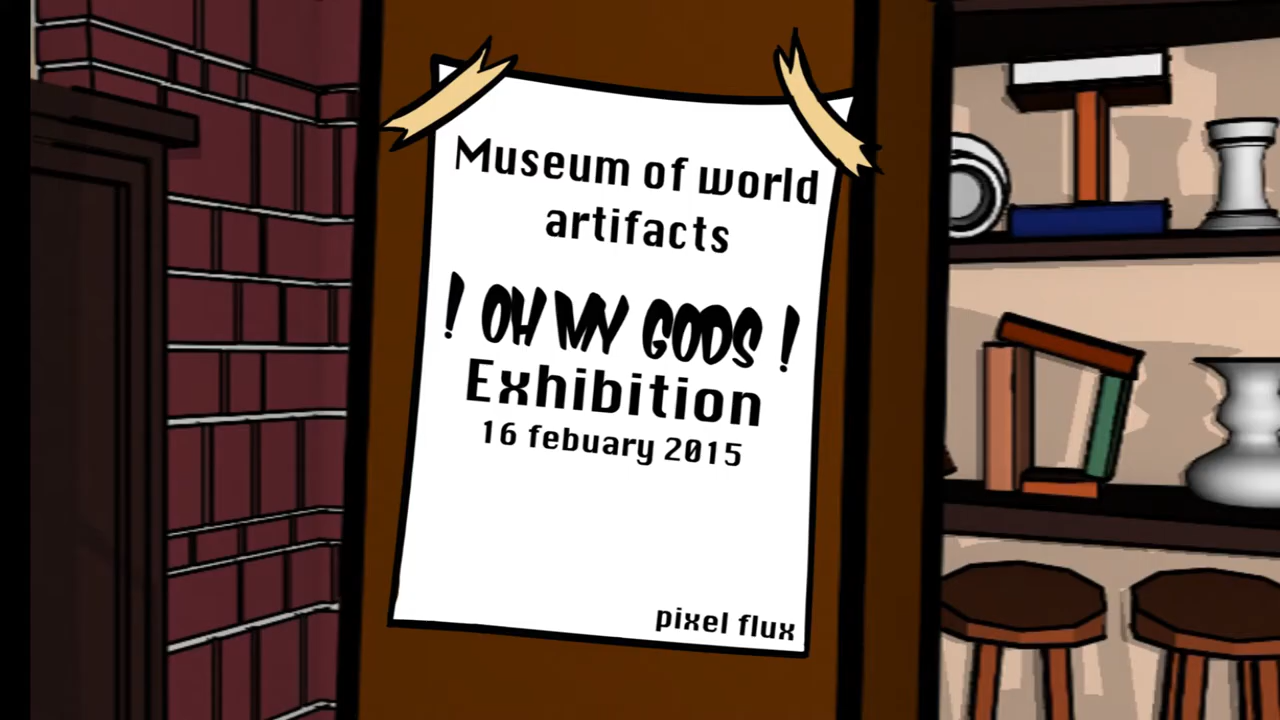 Museum of world
artifacts
! OH MY GODS !
Exhibition
16 febuary 2015
pixel flux